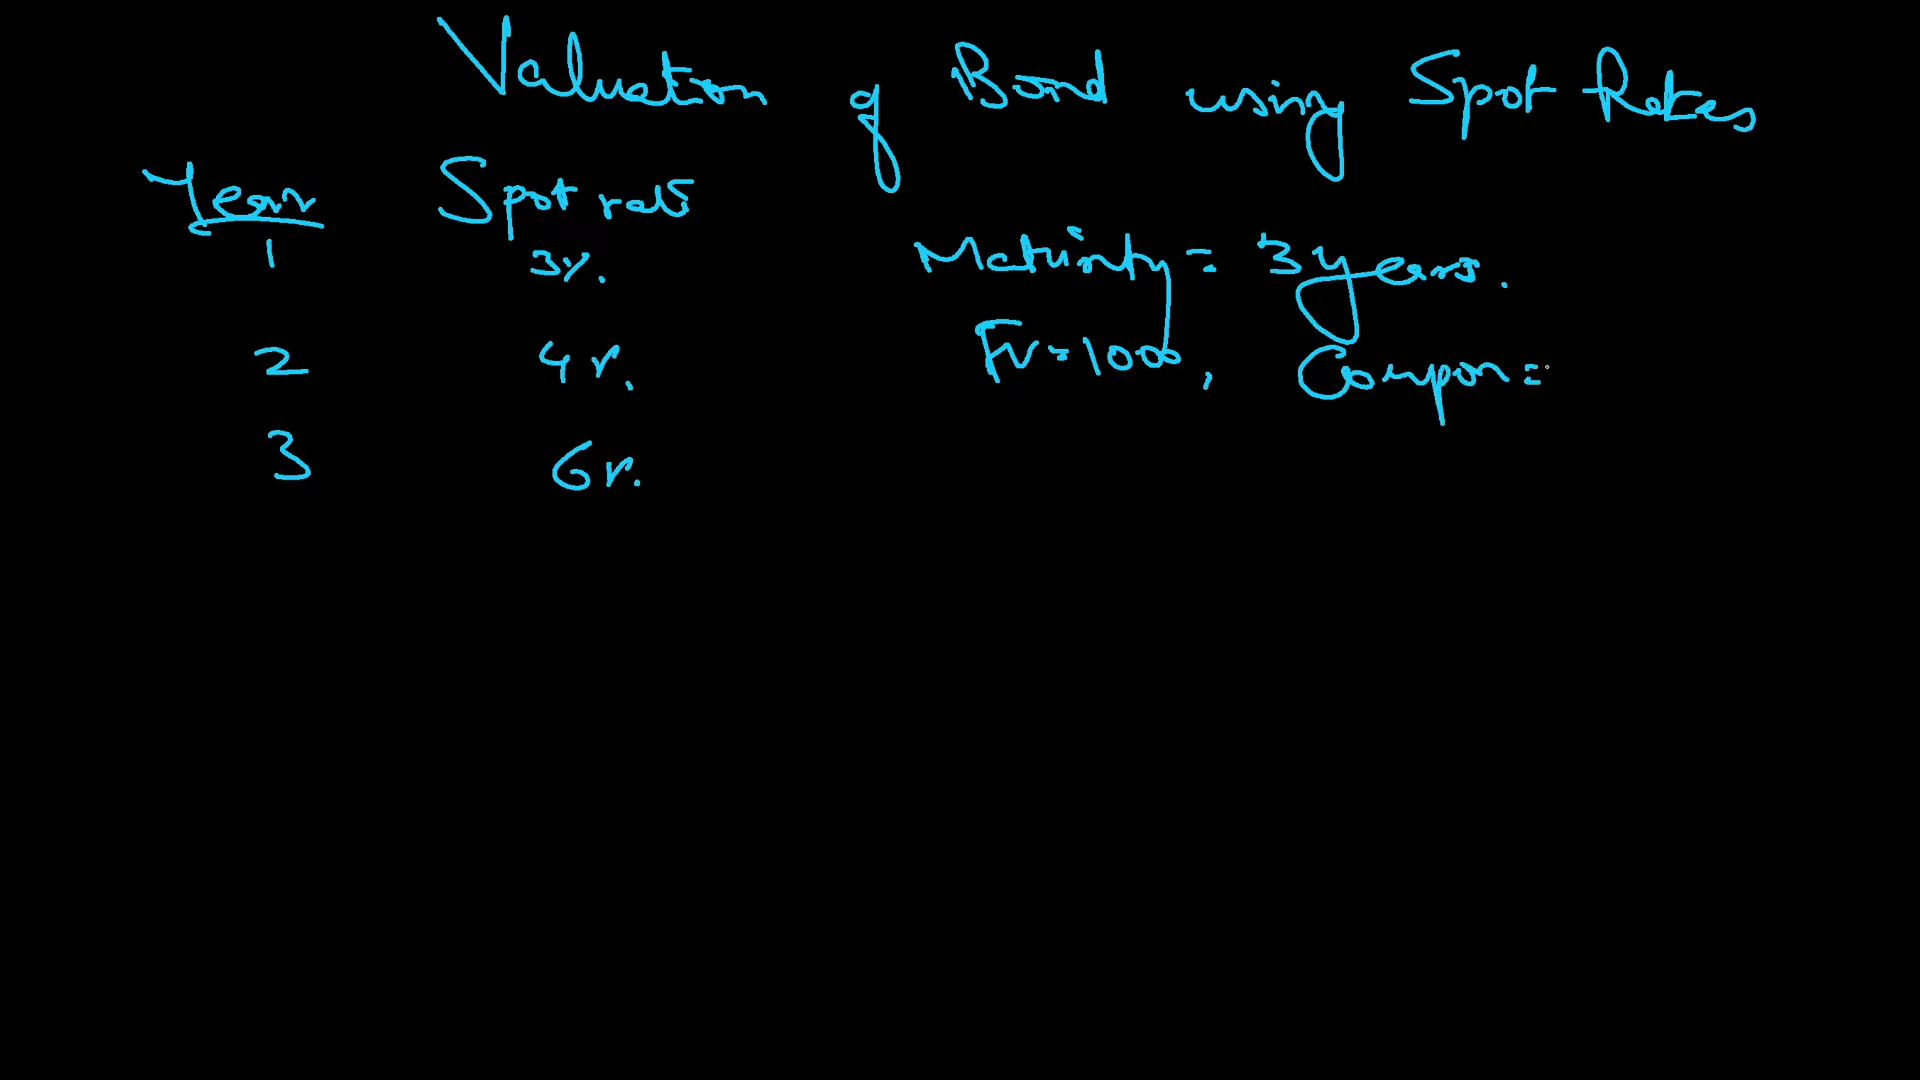 Valuation of Bond using Spot Rates
Year Spot rate
1 3%.
Maturity = 3 years.
2 4%.
FV = 1000, Coupon =
3 6%.